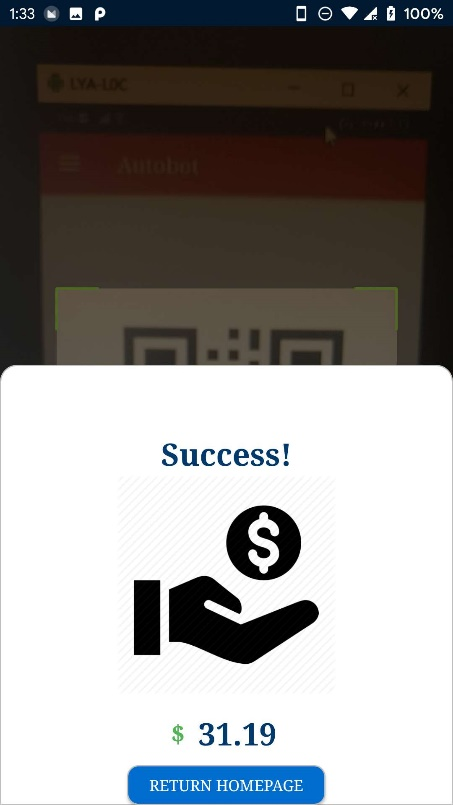 1:33
100%
LYA-L0C
Autobot
Success!
$ 31.19
RETURN HOMEPAGE